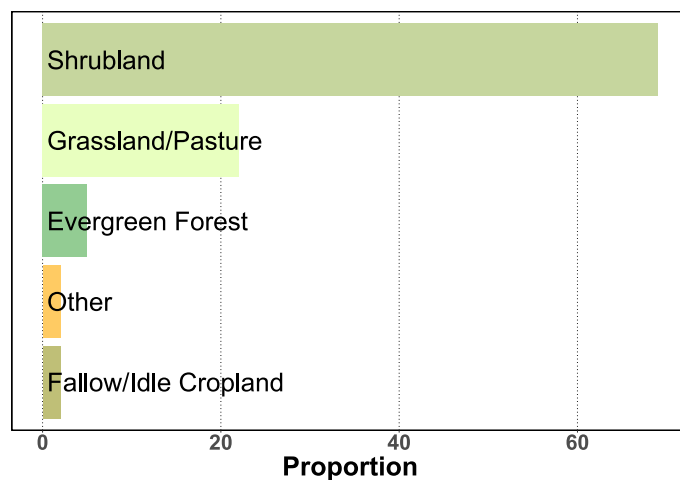 Shrubland
Grassland/Pasture
Evergreen Forest
Other
Fallow/Idle Cropland
0 20 40 60
Proportion